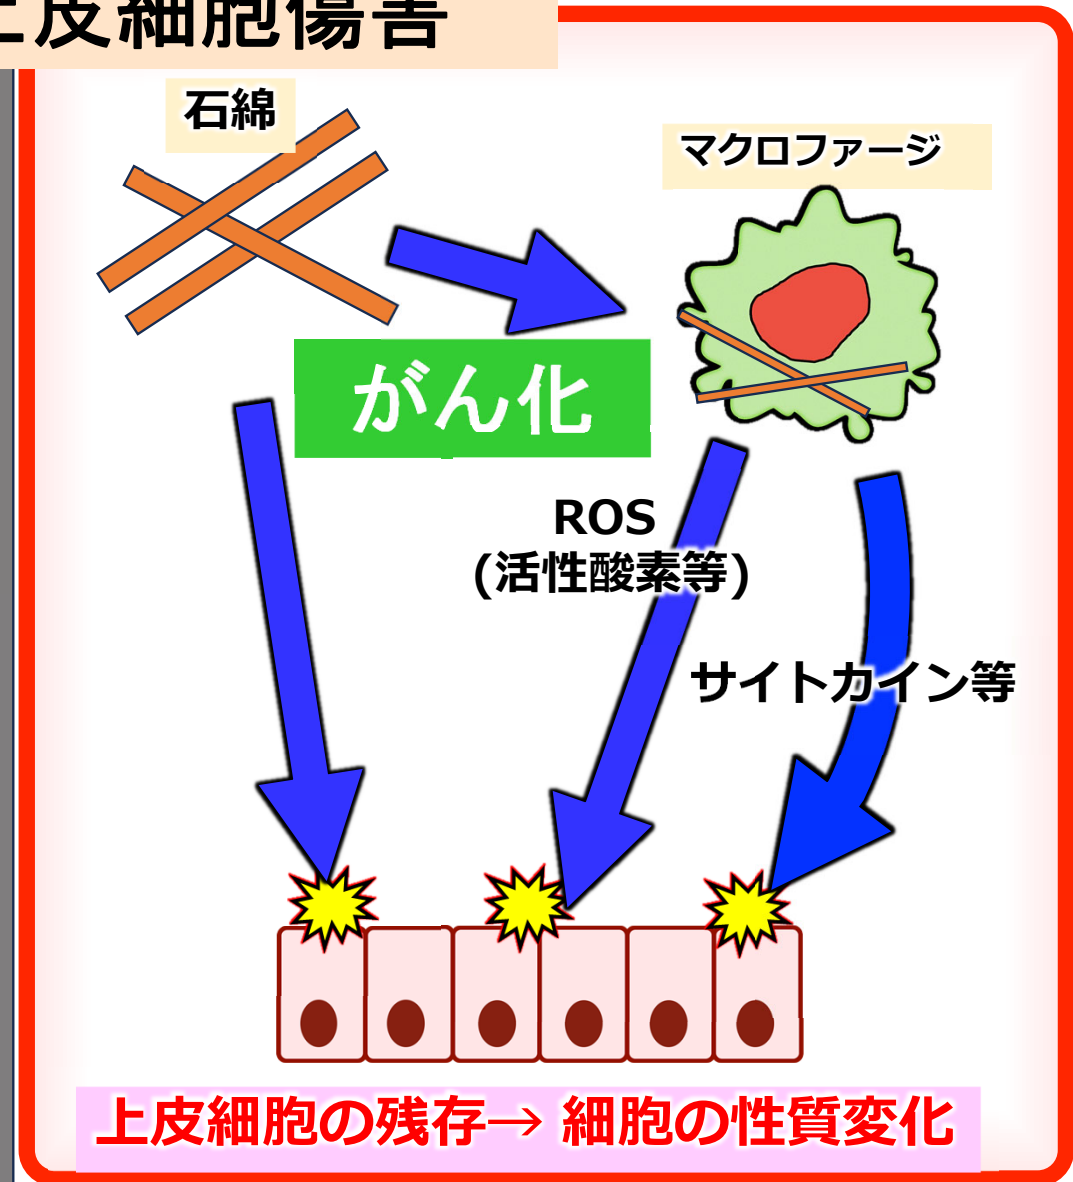 上皮細胞傷害
石綿
マクロファージ
がん化
ROS
(活性酸素等)
サイトカイン等
上皮細胞の残存→ 細胞の性質変化